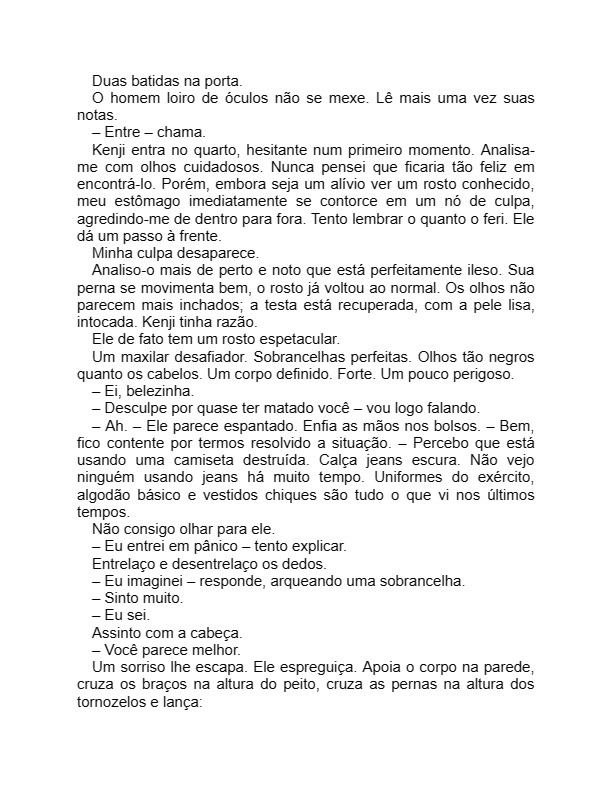 Duas batidas na porta.
O homem loiro de óculos não se mexe. Lê mais uma vez suas
notas.
– Entre – chama.
Kenji entra no quarto, hesitante num primeiro momento. Analisa-
me com olhos cuidadosos. Nunca pensei que ficaria tão feliz em
encontrá-lo. Porém, embora seja um alívio ver um rosto conhecido,
meu estômago imediatamente se contorce em um nó de culpa,
agredindo-me de dentro para fora. Tento lembrar o quanto o feri. Ele
dá um passo à frente.
Minha culpa desaparece.
Analiso-o mais de perto e noto que está perfeitamente ileso. Sua
perna se movimenta bem, o rosto já voltou ao normal. Os olhos não
parecem mais inchados; a testa está recuperada, com a pele lisa,
intocada. Kenji tinha razão.
Ele de fato tem um rosto espetacular.
Um maxilar desafiador. Sobrancelhas perfeitas. Olhos tão negros
quanto os cabelos. Um corpo definido. Forte. Um pouco perigoso.
– Ei, belezinha.
– Desculpe por quase ter matado você – vou logo falando.
– Ah. – Ele parece espantado. Enfia as mãos nos bolsos. – Bem,
fico contente por termos resolvido a situação. – Percebo que está
usando uma camiseta destruída. Calça jeans escura. Não vejo
ninguém usando jeans há muito tempo. Uniformes do exército,
algodão básico e vestidos chiques são tudo o que vi nos últimos
tempos.
Não consigo olhar para ele.
– Eu entrei em pânico – tento explicar.
Entrelaço e desentrelaço os dedos.
– Eu imaginei – responde, arqueando uma sobrancelha.
– Sinto muito.
– Eu sei.
Assinto com a cabeça.
– Você parece melhor.
Um sorriso lhe escapa. Ele espreguiça. Apoia o corpo na parede,
cruza os braços na altura do peito, cruza as pernas na altura dos
tornozelos e lança: